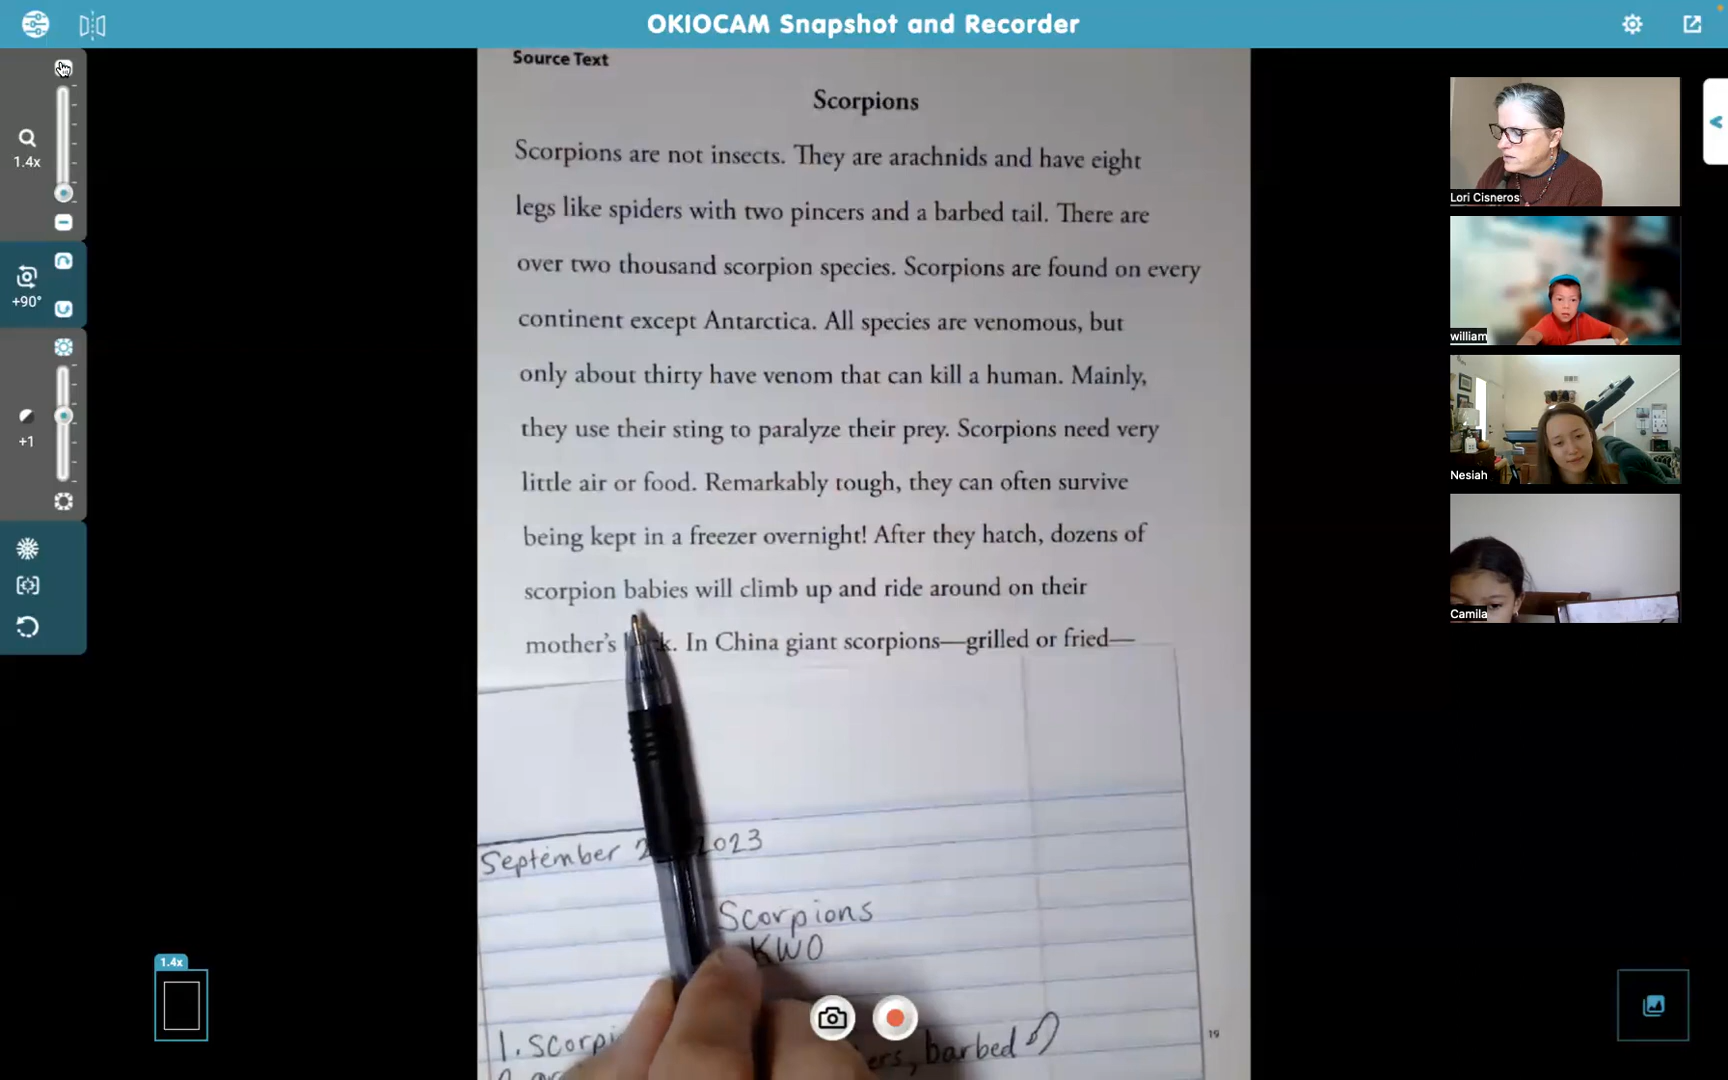 OKIOCAM Snapshot and Recorder
1.4x
+90°
+1
Source Text
Scorpions
Scorpions are not insects. They are arachnids and have eight
legs like spiders with two pincers and a barbed tail. There are
over two thousand scorpion species. Scorpions are found on every
continent except Antarctica. All species are venomous, but
only about thirty have venom that can kill a human. Mainly,
they use their sting to paralyze their prey. Scorpions need very
little air or food. Remarkably tough, they can often survive
being kept in a freezer overnight! After they hatch, dozens of
scorpion babies will climb up and ride around on their
mother's In China giant scorpions—grilled or fried—
September 2023
Scorpions
KWO
1. scorpi barbed
19
1.4x
Lori Cisneros
william
Nesiah
Camila